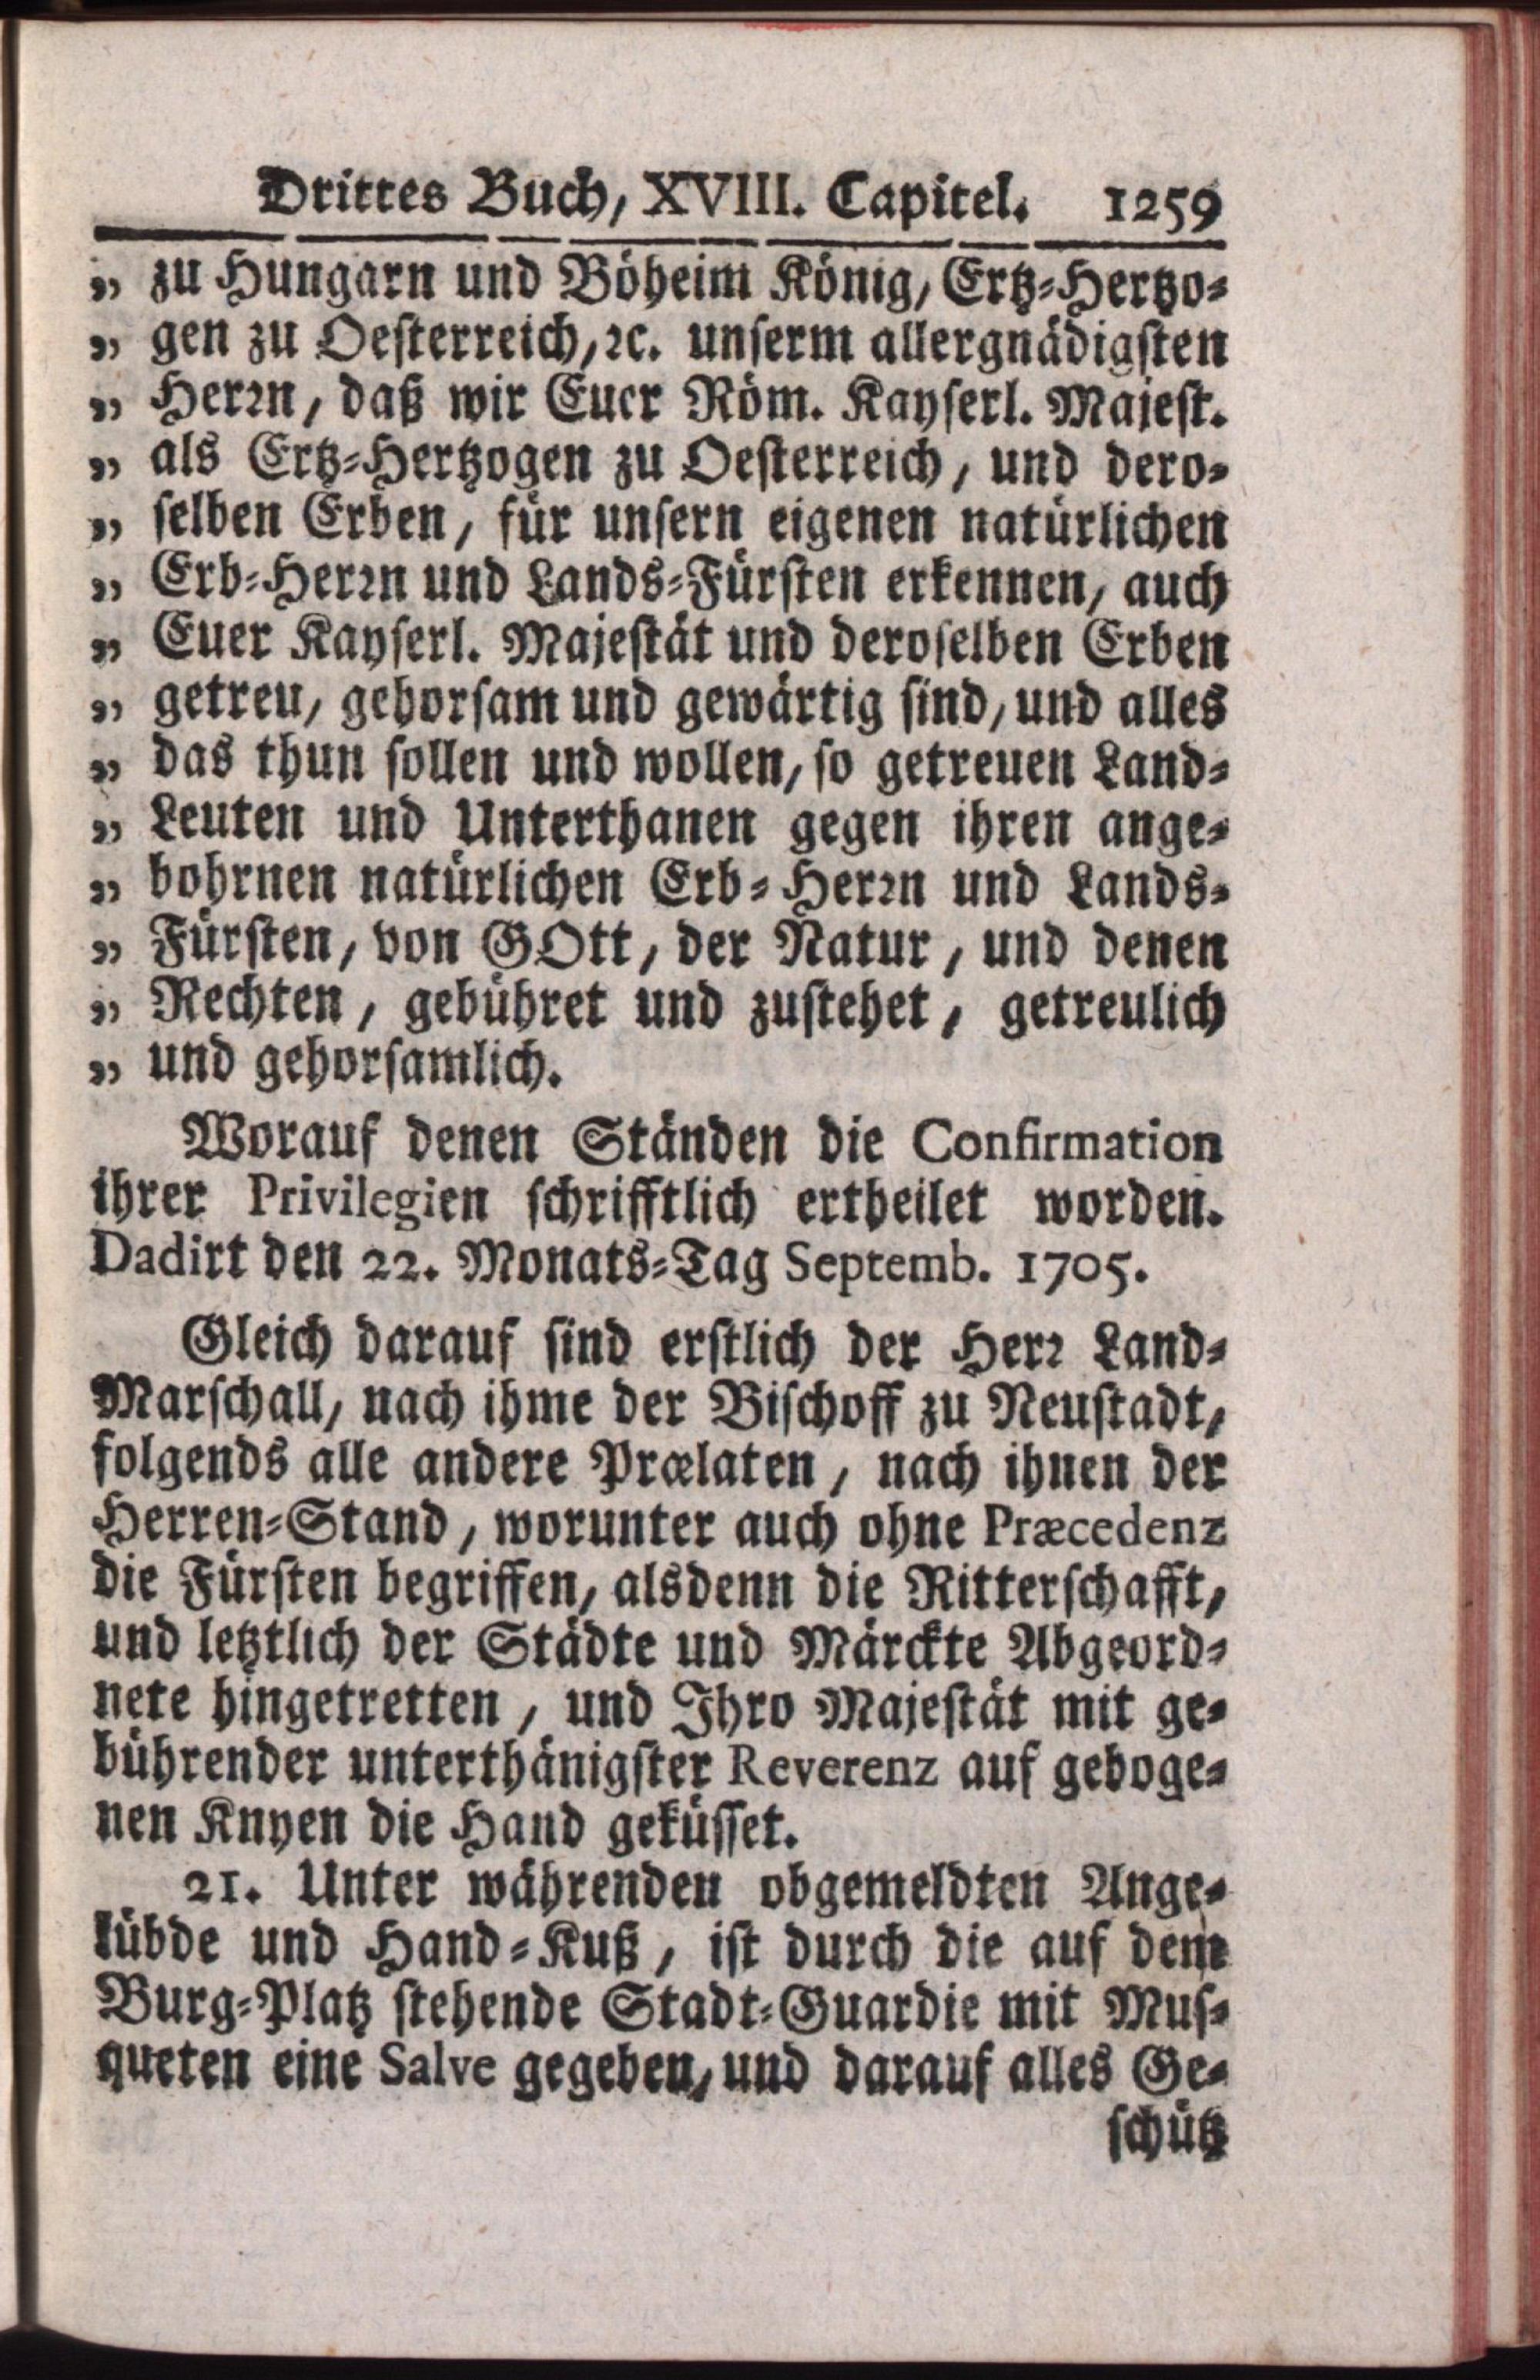 Drittes Buch, XVIII. Capitel. 1259
„ zu Hungarn und Böheim König, Ertz-Hertzo-
„ gen zu Oesterreich, ꝛc. unserm allergnädigsten
„ Herꝛn, daß wir Euer Röm. Kayserl. Majest.
„ als Ertz-Hertzogen zu Oesterreich, und dero-
„ selben Erben, für unsern eigenen natürlichen
„ Erb-Herꝛn und Lands-Fürsten erkennen, auch
„ Euer Kayserl. Majestät und deroselben Erben
„ getreu, gehorsam und gewärtig sind, und alles
„ das thun sollen und wollen, so getreuen Land-
„ Leuten und Unterthanen gegen ihren ange-
„ bohrnen natürlichen Erb-Herꝛn und Lands-
„ Fürsten, von GOtt, der Natur, und denen
„ Rechten, gebühret und zustehet, getreulich
„ und gehorsamlich.
Worauf denen Ständen die Confirmation
ihrer Privilegien schrifftlich ertheilet worden.
Dadirt den 22. Monats-Tag Septemb. 1705.
Gleich darauf sind erstlich der Herꝛ Land-
Marschall, nach ihme der Bischoff zu Neustadt,
folgends alle andere Prœlaten, nach ihnen der
Herren-Stand, worunter auch ohne Præcedenz
die Fürsten begriffen, alsdenn die Ritterschafft,
und letztlich der Städte und Märckte Abgeord-
nete hingetretten, und Ihro Majestät mit ge-
bührender unterthänigster Reverenz auf geboge-
nen Knyen die Hand geküsset.
21. Unter währenden obgemeldten Ange-
lübde und Hand-Kuß, ist durch die auf dem
Burg-Platz stehende Stadt-Guardie mit Mus-
queten eine Salve gegeben, und darauf alles Ge-
schütz